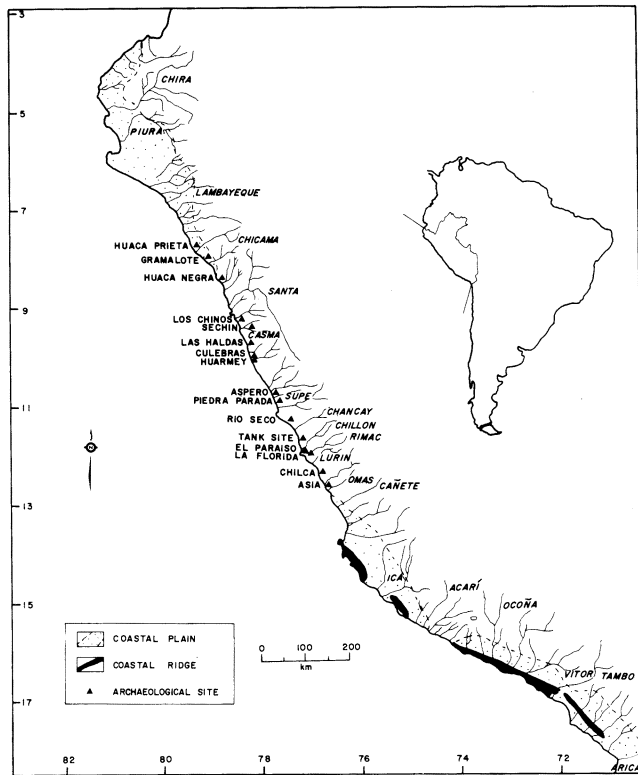 3
CHIRA
5
PIURA
LAMBAYEQUE
7
CHICAMA
HUACA PRIETA
GRAMALOTE
HUACA NEGRA
SANTA
9
LOS CHINOS
SECHIN
CASMA
LAS HALDAS
CULEBRAS
HUARMEY
ASPERO
SUPE
PIEDRA PARADA
11
CHANCAY
RIO SECO
CHILLON
RIMAC
TANK SITE
EL PARAISO
LA FLORIDA
LURIN
CHILCA
OMAS
ASIA
CAÑETE
13
ICA
ACARÍ
OCOÑA
15
COASTAL PLAIN
COASTAL RIDGE
ARCHAEOLOGICAL SITE
0 100 200
km
VITOR
TAMBO
17
ARICA
82 80 78 76 74 72